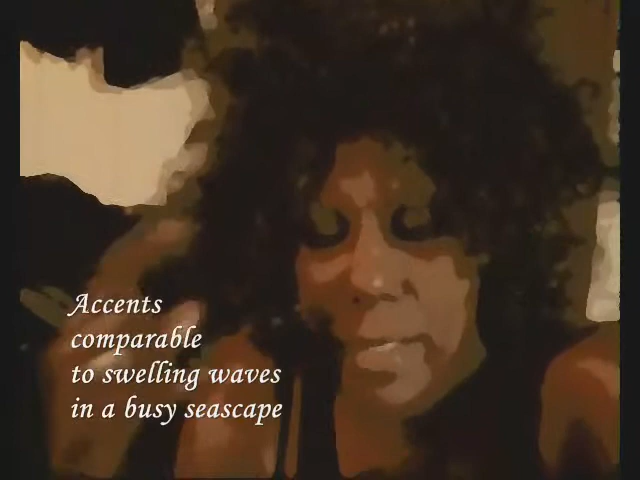 Accents
comparable
to swelling waves
in a busy seascape